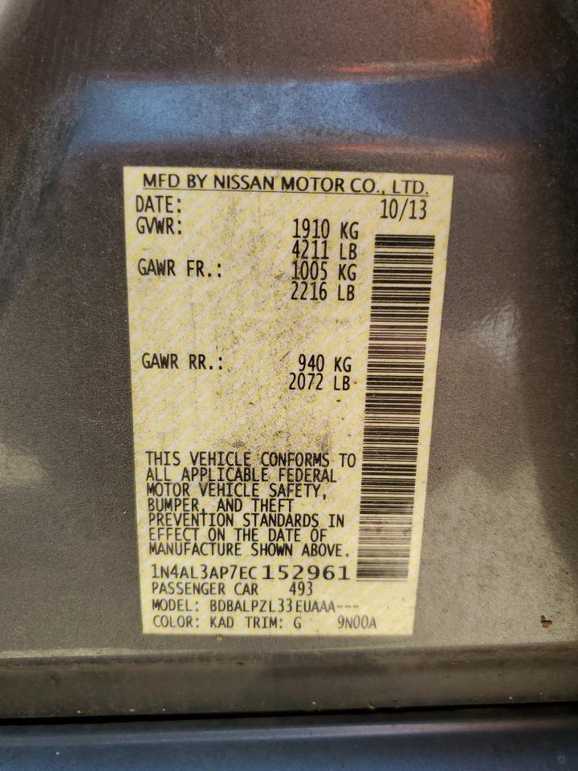 MFD BY NISSAN MOTOR CO., LTD.
DATE: 10/13
GVWR: 1910 KG
4211 LB
GAWR FR.: 1005 KG
2216 LB
GAWR RR.: 940 KG
2072 LB
THIS VEHICLE CONFORMS TO
ALL APPLICABLE FEDERAL
MOTOR VEHICLE SAFETY,
BUMPER, AND THEFT
PREVENTION STANDARDS IN
EFFECT ON THE DATE OF
MANUFACTURE SHOWN ABOVE.
1N4AL3AP7EC152961
PASSENGER CAR 493
MODEL: BDBALPZL33EUAAA---
COLOR: KAD TRIM: G 9N00A